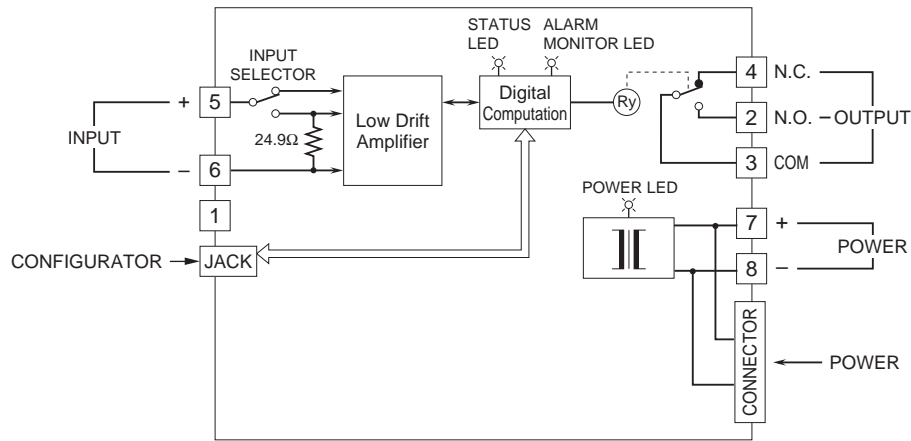 STATUS
LED
ALARM
MONITOR LED
INPUT
SELECTOR
4 N.C.
+ 5
Digital
Computation
Ry
2 N.O.
OUTPUT
INPUT
24.9Ω
Low Drift
Amplifier
− 6
3 COM
1
POWER LED
7 +
POWER
CONFIGURATOR
JACK
8 −
CONNECTOR
POWER